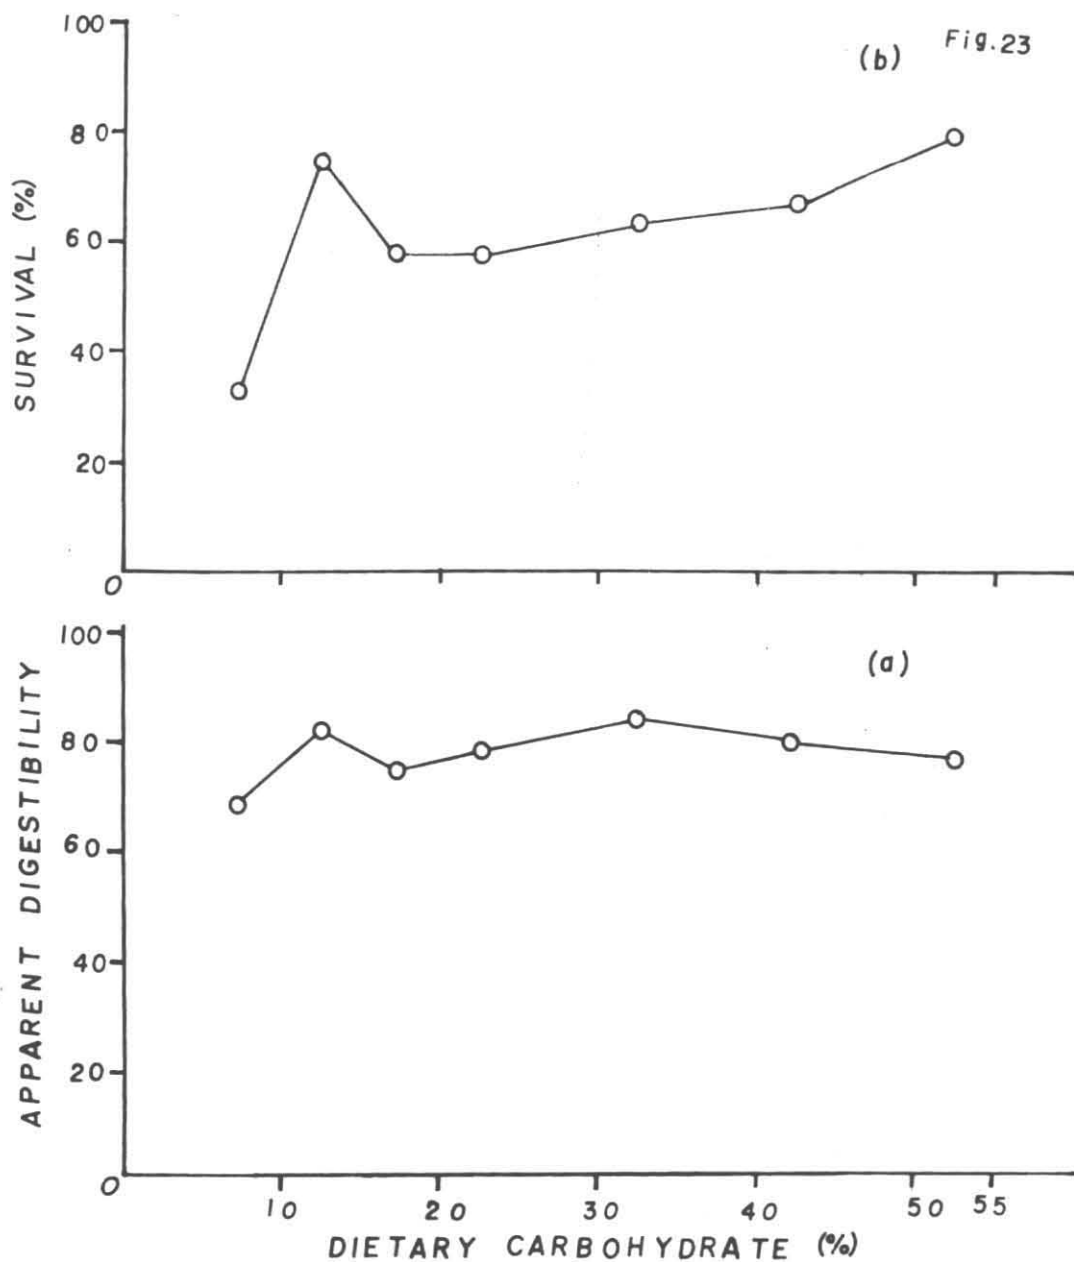 Fig.23
(b)
100
80
60
40
20
0
SURVIVAL (%)
(a)
100
80
60
40
20
0
APPARENT DIGESTIBILITY
10 20 30 40 50 55
DIETARY CARBOHYDRATE (%)